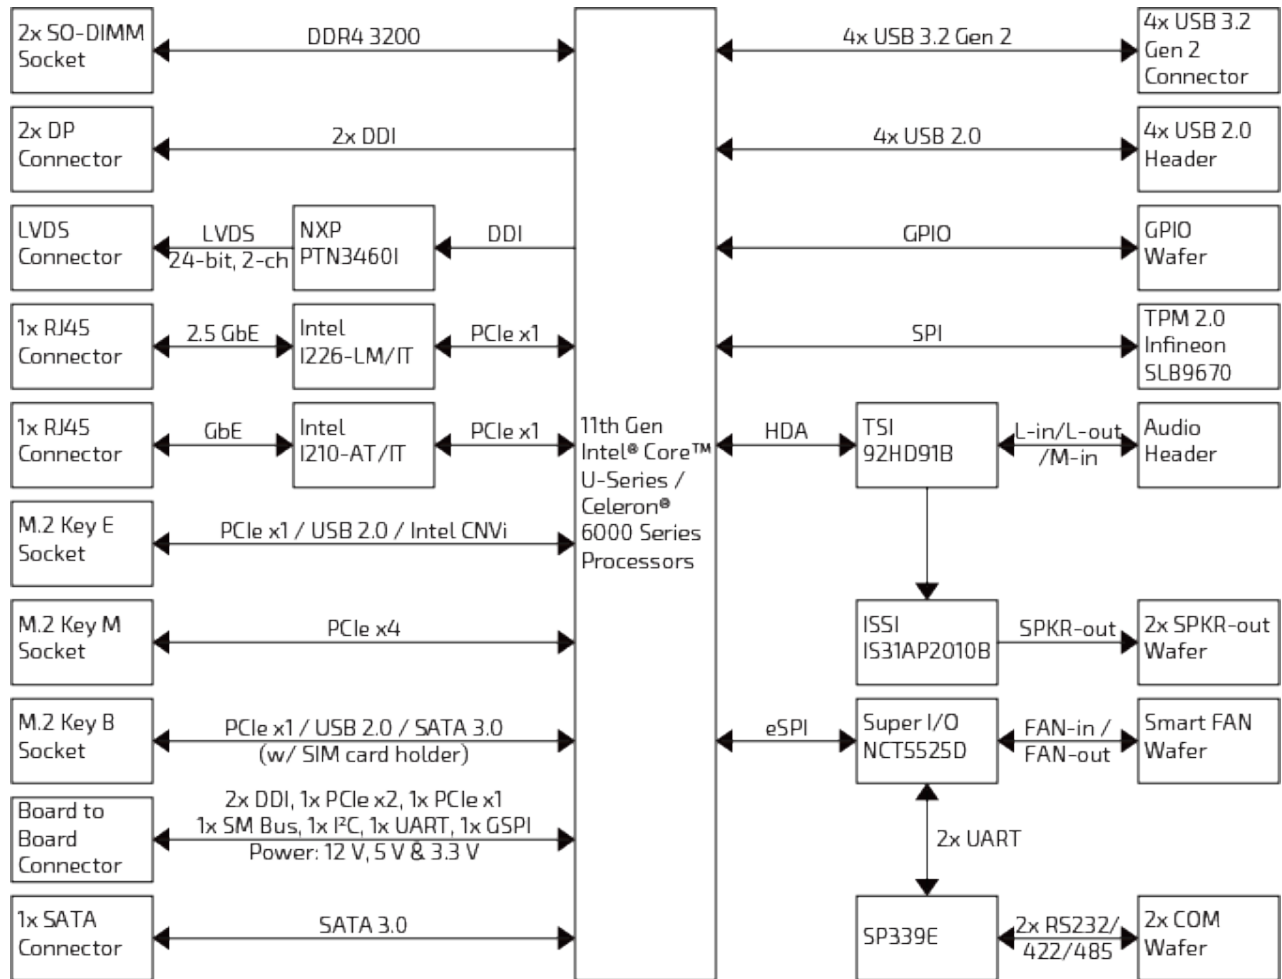 2x SO-DIMM
Socket
DDR4 3200
4x USB 3.2 Gen 2
4x USB 3.2
Gen 2
Connector
2x DP
Connector
2x DDI
4x USB 2.0
4x USB 2.0
Header
LVDS
Connector
LVDS
24-bit, 2-ch
NXP
PTN3460I
DDI
GPIO
GPIO
Wafer
1x RJ45
Connector
2.5 GbE
Intel
I226-LM/IT
PCIe x1
SPI
TPM 2.0
Infineon
SLB9670
1x RJ45
Connector
GbE
Intel
I210-AT/IT
PCIe x1
11th Gen
Intel® Core™
U-Series /
Celeron®
6000 Series
Processors
HDA
TSI
92HD91B
L-in/L-out
/M-in
Audio
Header
M.2 Key E
Socket
PCIe x1 / USB 2.0 / Intel CNVi
M.2 Key M
Socket
PCIe x4
ISSI
IS31AP2010B
SPKR-out
2x SPKR-out
Wafer
M.2 Key B
Socket
PCIe x1 / USB 2.0 / SATA 3.0
(w/ SIM card holder)
eSPI
Super I/O
NCT5525D
FAN-in /
FAN-out
Smart FAN
Wafer
Board to
Board
Connector
2x DDI, 1x PCIe x2, 1x PCIe x1
1x SM Bus, 1x I²C, 1x UART, 1x GSPI
Power: 12 V, 5 V & 3.3 V
2x UART
1x SATA
Connector
SATA 3.0
SP339E
2x RS232/
422/485
2x COM
Wafer